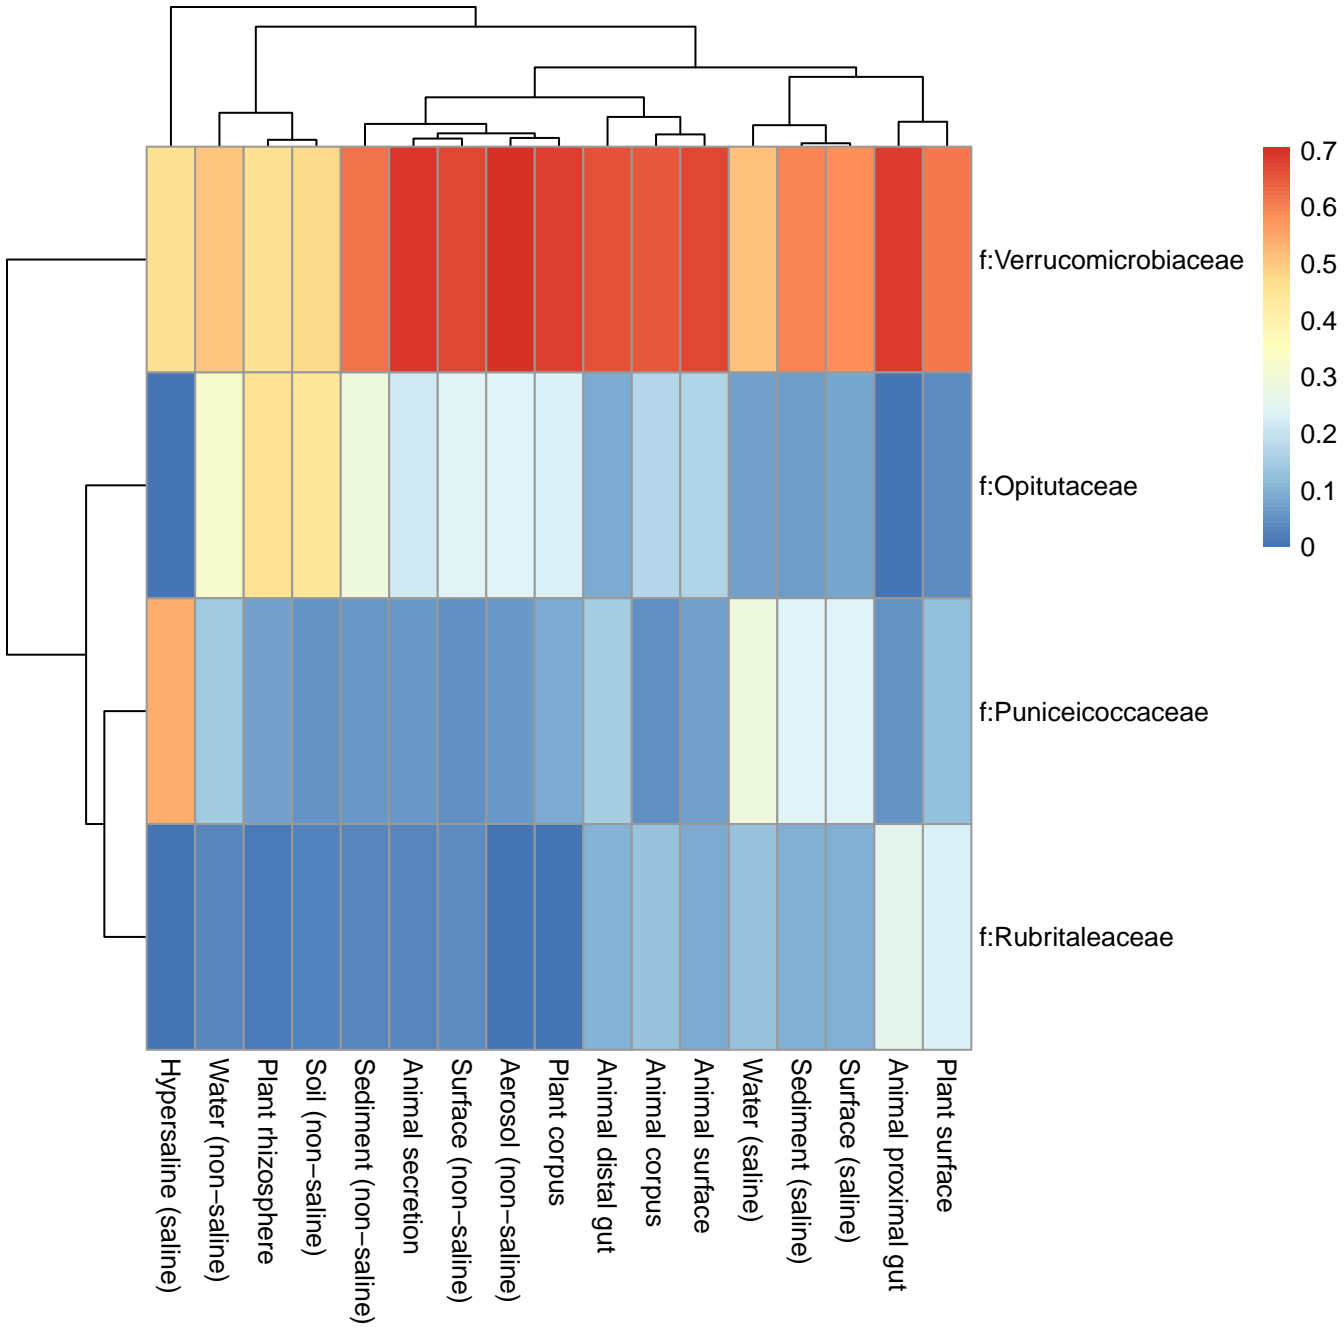 f:Verrucomicrobiaceae
f:Opitutaceae
f:Puniceicoccaceae
f:Rubritaleaceae
0.7
0.6
0.5
0.4
0.3
0.2
0.1
0
Hypersaline (saline)
Water (non−saline)
Plant rhizosphere
Soil (non−saline)
Sediment (non−saline)
Animal secretion
Surface (non−saline)
Aerosol (non−saline)
Plant corpus
Animal distal gut
Animal corpus
Animal surface
Water (saline)
Sediment (saline)
Surface (saline)
Animal proximal gut
Plant surface